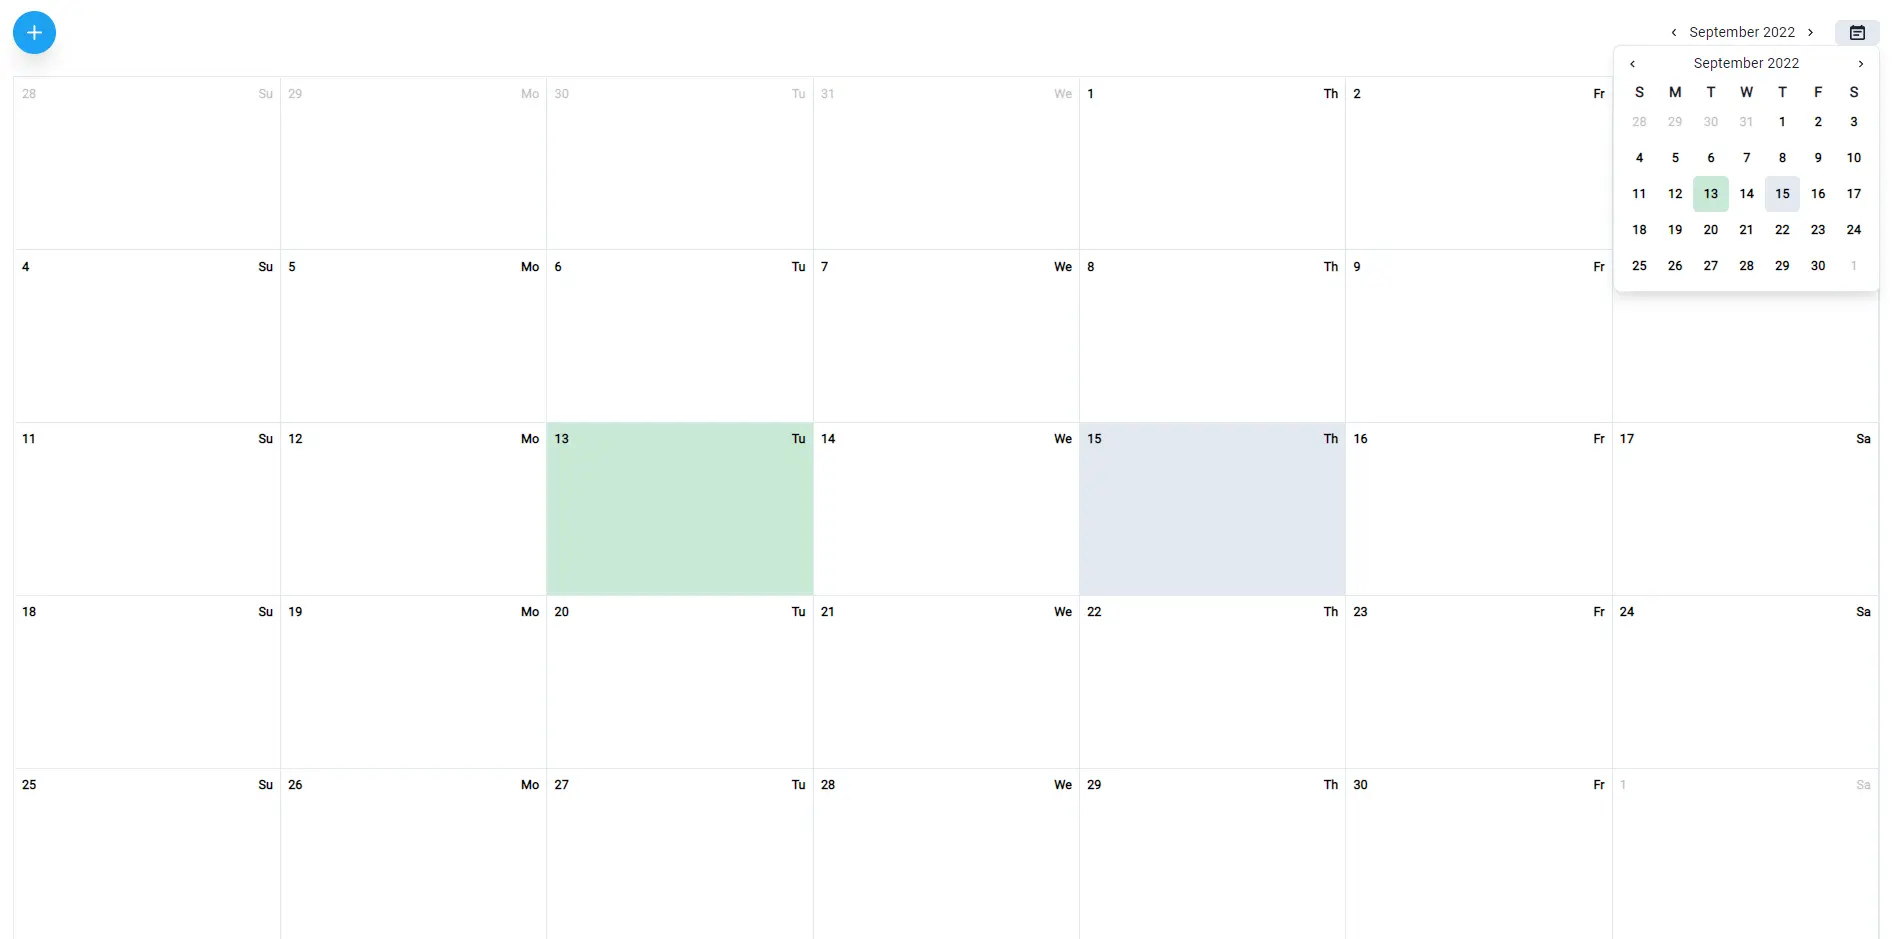 +
‹ September 2022 ›
‹ September 2022 ›
S M T W T F S
28 29 30 31 1 2 3
4 5 6 7 8 9 10
11 12 13 14 15 16 17
18 19 20 21 22 23 24
25 26 27 28 29 30 1
28 Su 29 Mo 30 Tu 31 We 1 Th 2 Fr
4 Su 5 Mo 6 Tu 7 We 8 Th 9 Fr
11 Su 12 Mo 13 Tu 14 We 15 Th 16 Fr 17 Sa
18 Su 19 Mo 20 Tu 21 We 22 Th 23 Fr 24 Sa
25 Su 26 Mo 27 Tu 28 We 29 Th 30 Fr 1 Sa